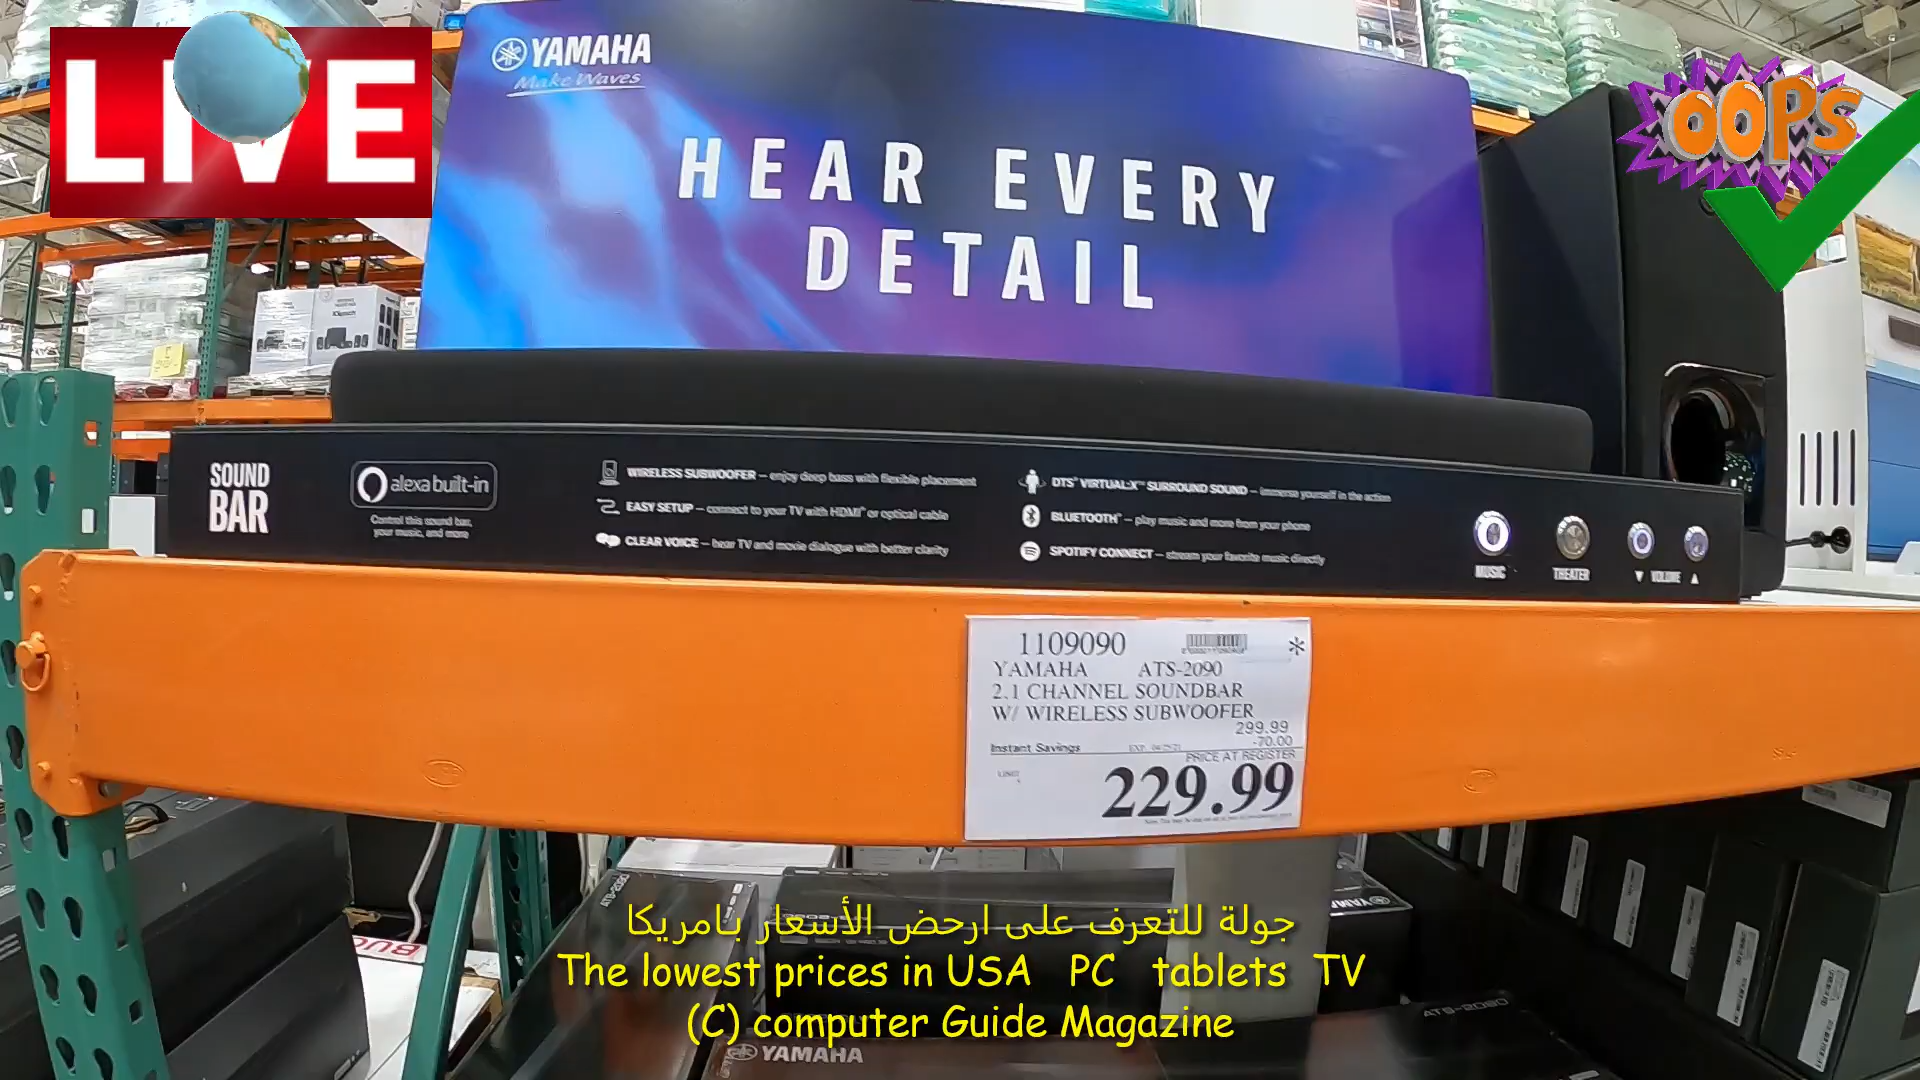 LIVE
YAMAHA
Make Waves
OOPS
HEAR EVERY
DETAIL
SOUND
BAR
alexa built-in
Control this sound bar,
your music, and more
WIRELESS SUBWOOFER – enjoy deep bass with flexible placement
EASY SETUP – connect to your TV with HDMI® or optical cable
CLEAR VOICE – hear TV and movie dialogue with better clarity
DTS® VIRTUAL:X™ SURROUND SOUND – immerse yourself in the action
BLUETOOTH® – play music and more from your phone
SPOTIFY CONNECT – stream your favorite music directly
MUSIC
THEATER
▼ VOLUME ▲
1109090 *
YAMAHA ATS-2090
2.1 CHANNEL SOUNDBAR
W/ WIRELESS SUBWOOFER
299.99
Instant Savings -70.00
PRICE AT REGISTER
229.99
ATS-2090
YAMAHA
ATS-2090
جولة للتعرف على ارحض الأسعار بامريكا
The lowest prices in USA PC tablets TV
(C) computer Guide Magazine
YAMAHA